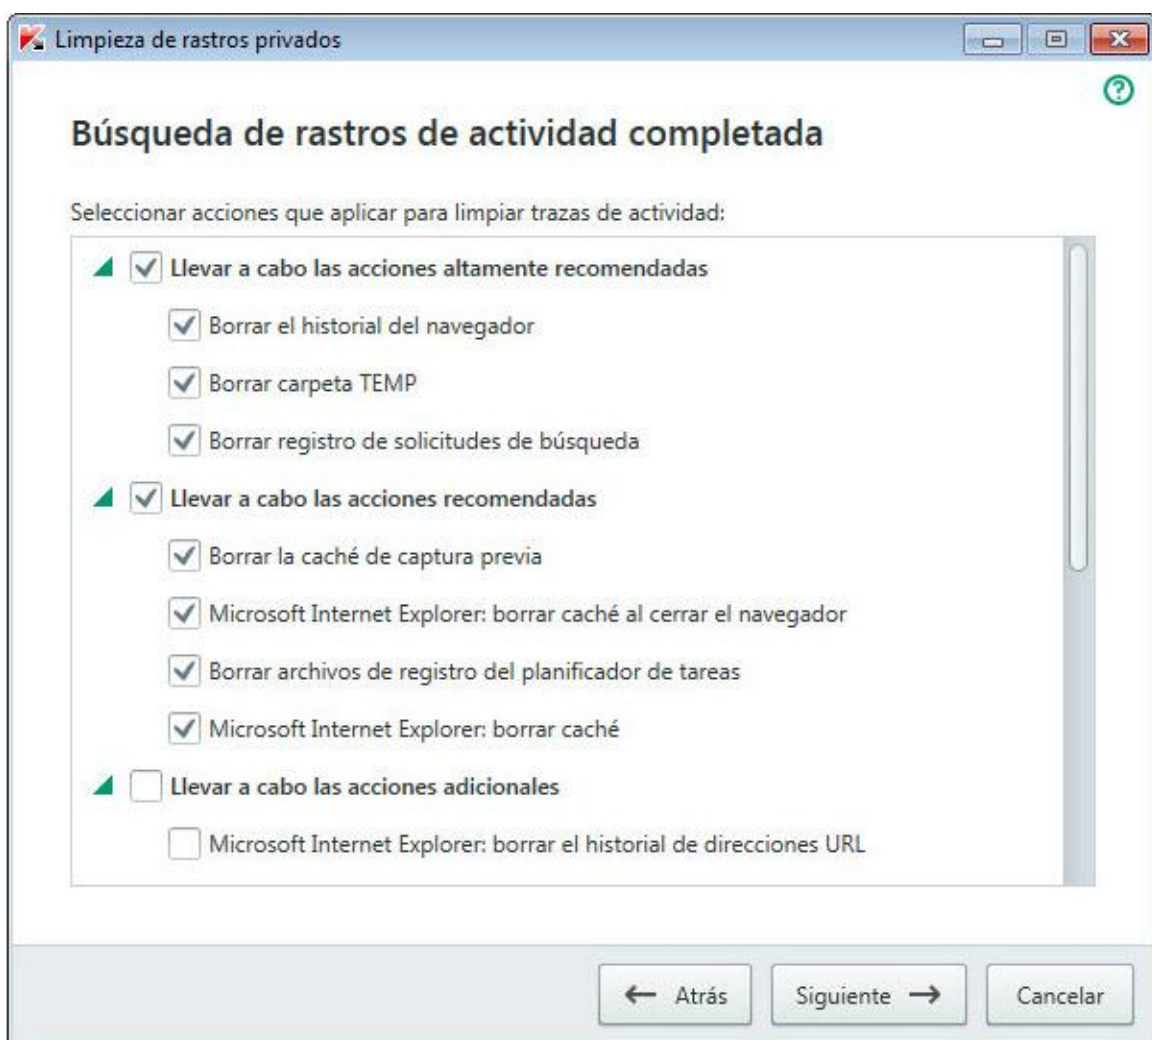 Limpieza de rastros privados
Búsqueda de rastros de actividad completada
Seleccionar acciones que aplicar para limpiar trazas de actividad:
Llevar a cabo las acciones altamente recomendadas
Borrar el historial del navegador
Borrar carpeta TEMP
Borrar registro de solicitudes de búsqueda
Llevar a cabo las acciones recomendadas
Borrar la caché de captura previa
Microsoft Internet Explorer: borrar caché al cerrar el navegador
Borrar archivos de registro del planificador de tareas
Microsoft Internet Explorer: borrar caché
Llevar a cabo las acciones adicionales
Microsoft Internet Explorer: borrar el historial de direcciones URL
Atrás Siguiente Cancelar